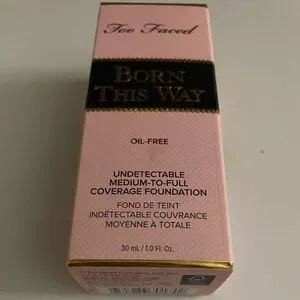 Too Faced
BORN
THIS WAY
OIL-FREE
UNDETECTABLE
MEDIUM-TO-FULL
COVERAGE FOUNDATION
FOND DE TEINT
INDÉTECTABLE COUVRANCE
MOYENNE À TOTALE
30 mL / 1.0 Fl. Oz.